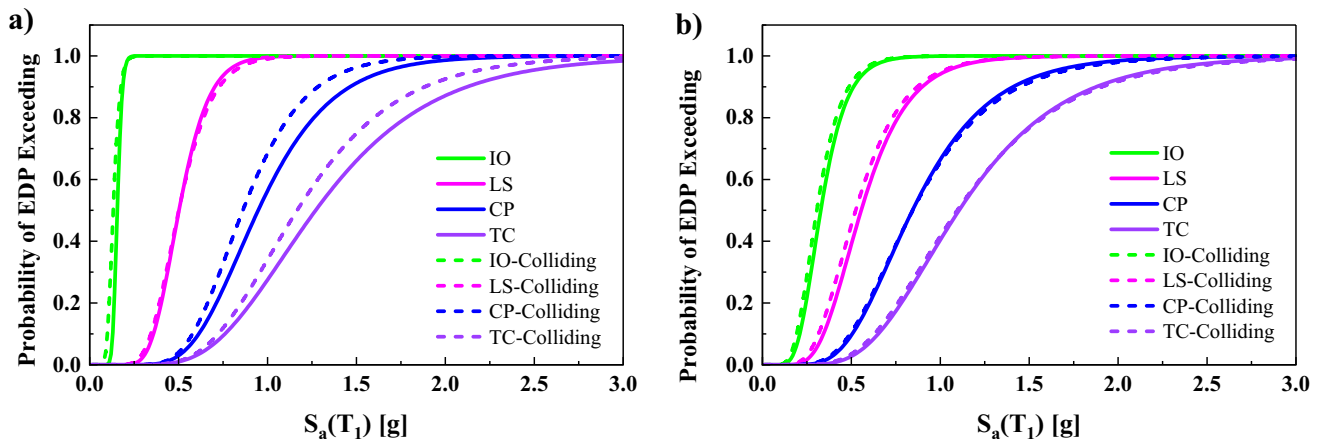 a)
Probability of EDP Exceeding
1.0
0.8
0.6
0.4
0.2
0.0
IO
LS
CP
TC
IO-Colliding
LS-Colliding
CP-Colliding
TC-Colliding
0.0 0.5 1.0 1.5 2.0 2.5 3.0
Sa(T1) [g]
b)
Probability of EDP Exceeding
1.0
0.8
0.6
0.4
0.2
0.0
IO
LS
CP
TC
IO-Colliding
LS-Colliding
CP-Colliding
TC-Colliding
0.0 0.5 1.0 1.5 2.0 2.5 3.0
Sa(T1) [g]